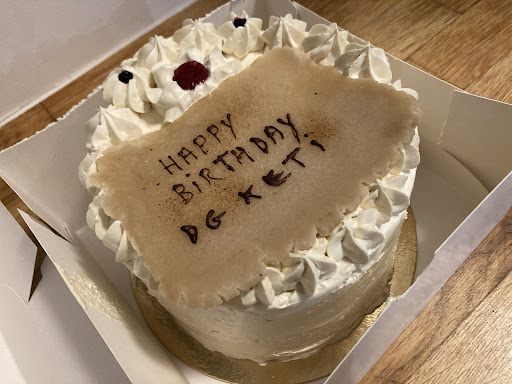 HAPPY
BIRTHDAY.
DG KETI